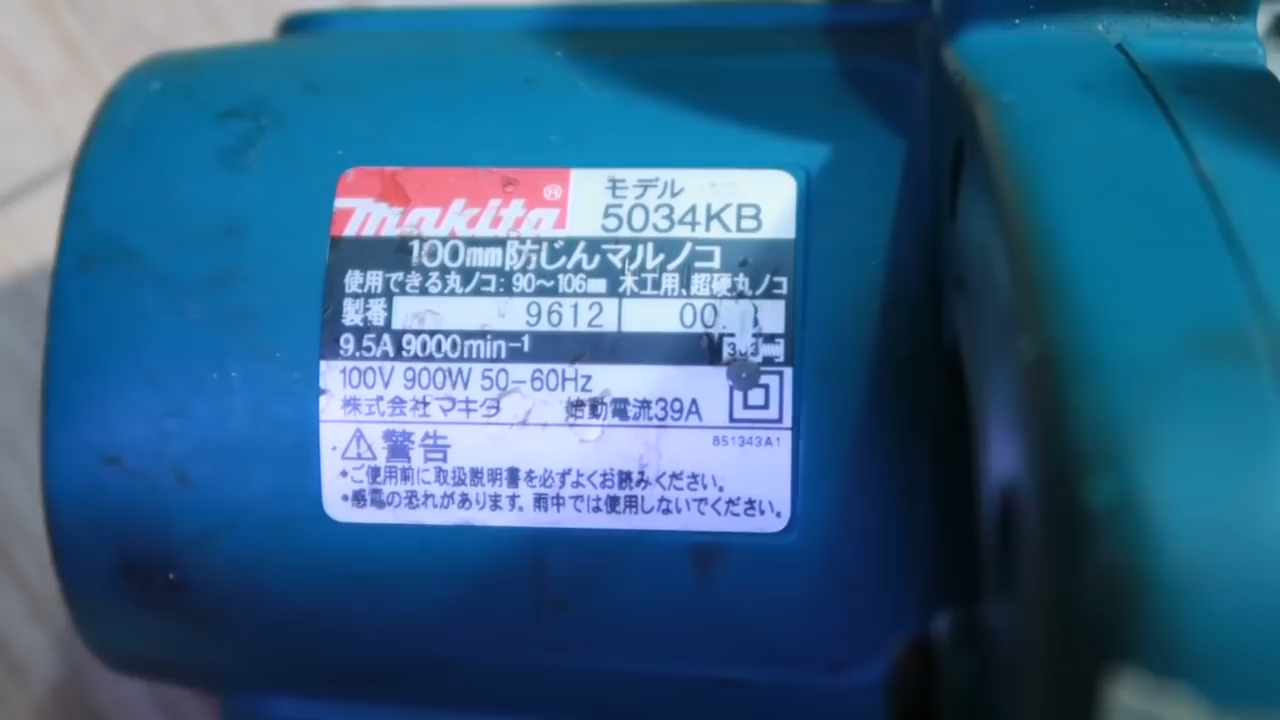 makita®
モデル
5034KB
100mm防じんマルノコ
使用できる丸ノコ: 90〜106mm 木工用、超硬丸ノコ
製番 9612
9.5A 9000min⁻¹
100V 900W 50-60Hz
株式会社マキタ 始動電流39A
851343A1
警告
•ご使用前に取扱説明書を必ずよくお読みください。
•感電の恐れがあります。雨中では使用しないでください。